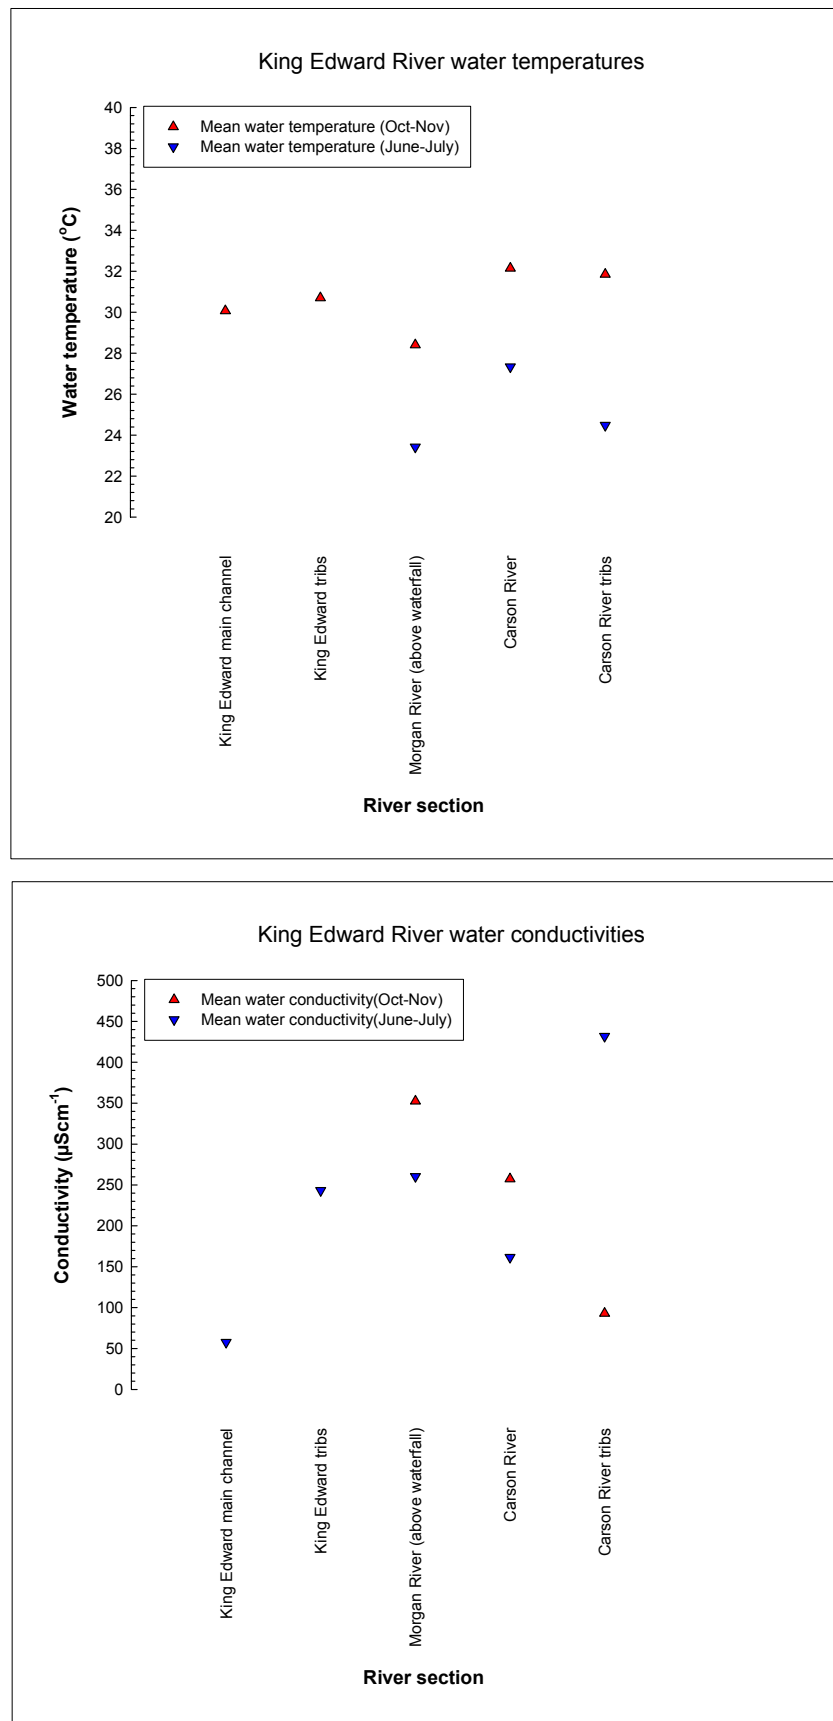 King Edward River water temperatures
Mean water temperature (Oct-Nov)
Mean water temperature (June-July)
Water temperature (°C)
40
38
36
34
32
30
28
26
24
22
20
King Edward main channel
King Edward tribs
Morgan River (above waterfall)
Carson River
Carson River tribs
River section
King Edward River water conductivities
Mean water conductivity(Oct-Nov)
Mean water conductivity(June-July)
Conductivity (µScm⁻¹)
500
450
400
350
300
250
200
150
100
50
0
King Edward main channel
King Edward tribs
Morgan River (above waterfall)
Carson River
Carson River tribs
River section